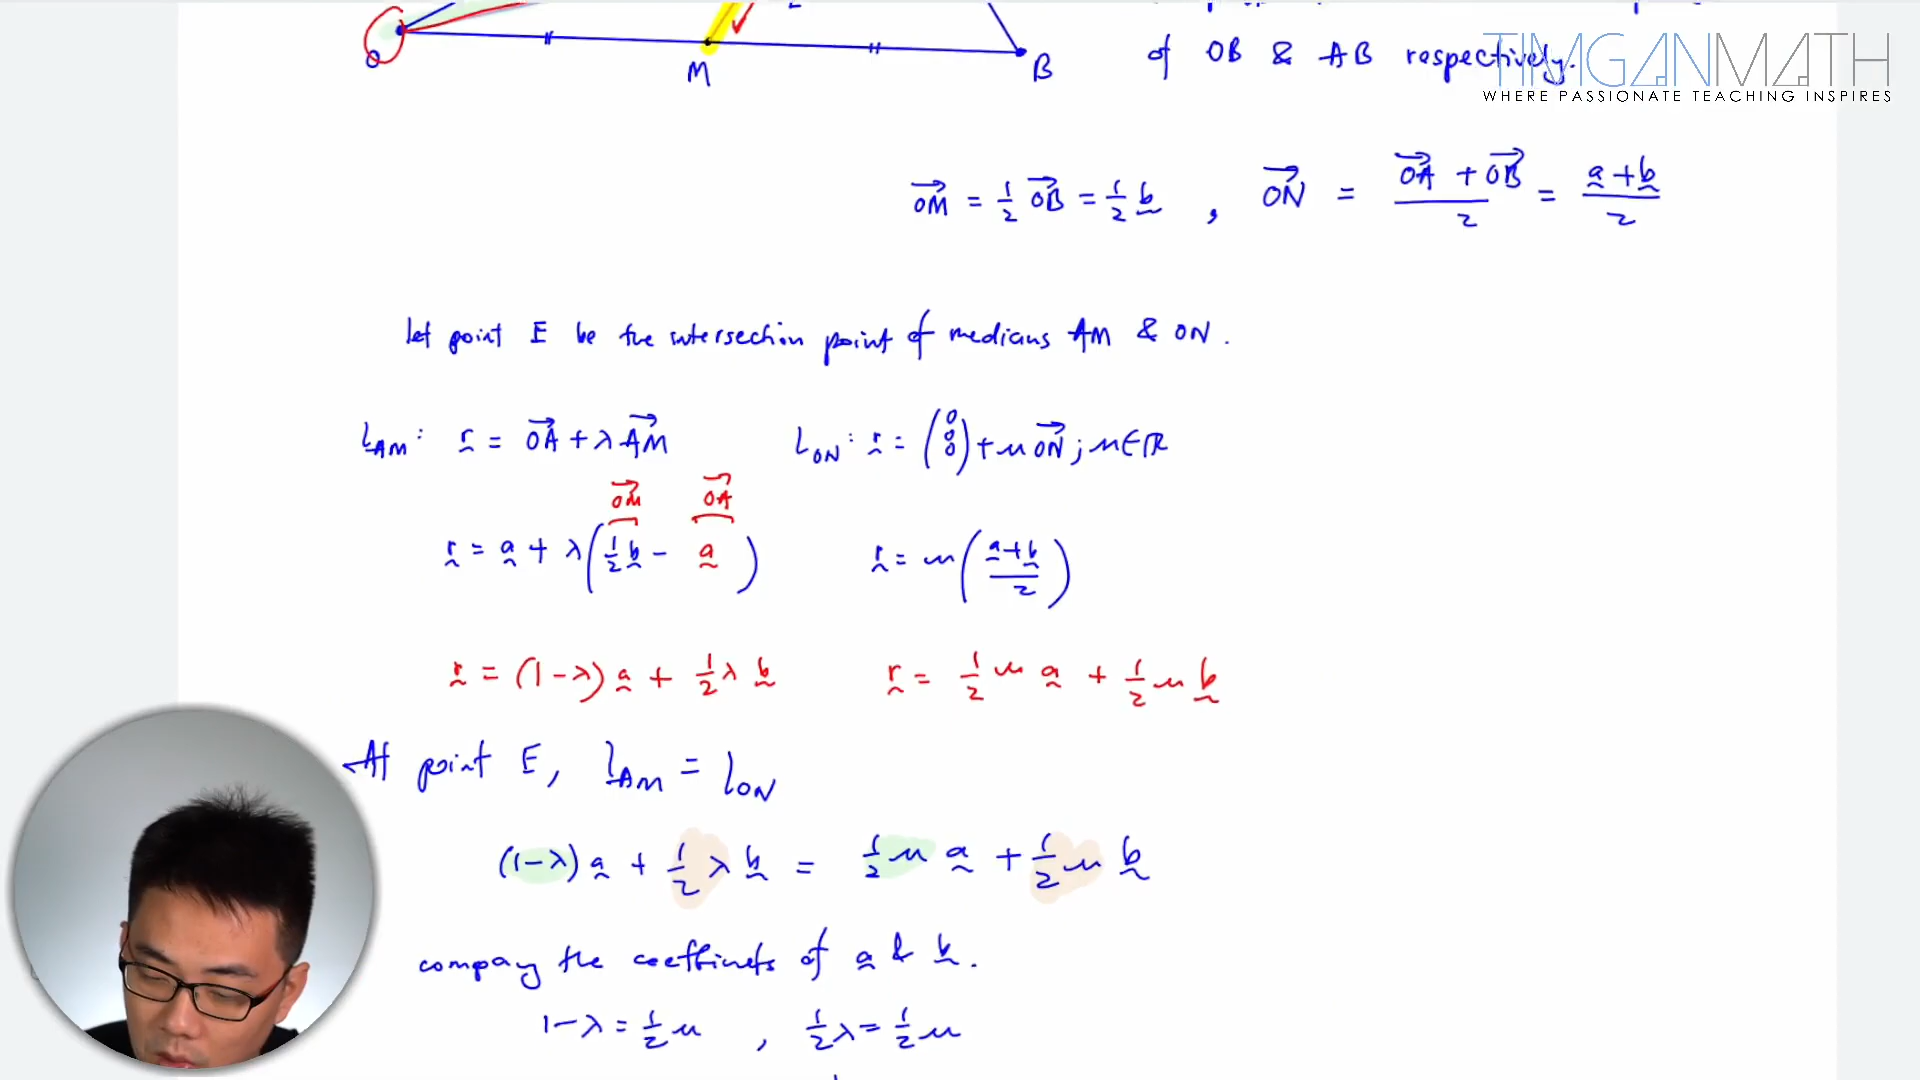 O
M
B
of OB & AB respectively.
TIMGANMATH
WHERE PASSIONATE TEACHING INSPIRES
→OM = 1/2 →OB = 1/2 b , →ON = (→OA + →OB)/2 = (a+b)/2
let point E be the intersection point of medians AM & ON.
l_AM: r = →OA + λ→AM
L_ON: r = (0 0 0) + μ→ON; μ∈ℝ
→OM →OA
r = a + λ(1/2 b - a)
r = μ((a+b)/2)
r = (1-λ)a + 1/2 λ b
r = 1/2 μ a + 1/2 μ b
At point E, l_AM = l_ON
(1-λ)a + 1/2 λ b = 1/2 μ a + 1/2 μ b
compary the coefficients of a & b.
1-λ = 1/2 μ , 1/2 λ = 1/2 μ